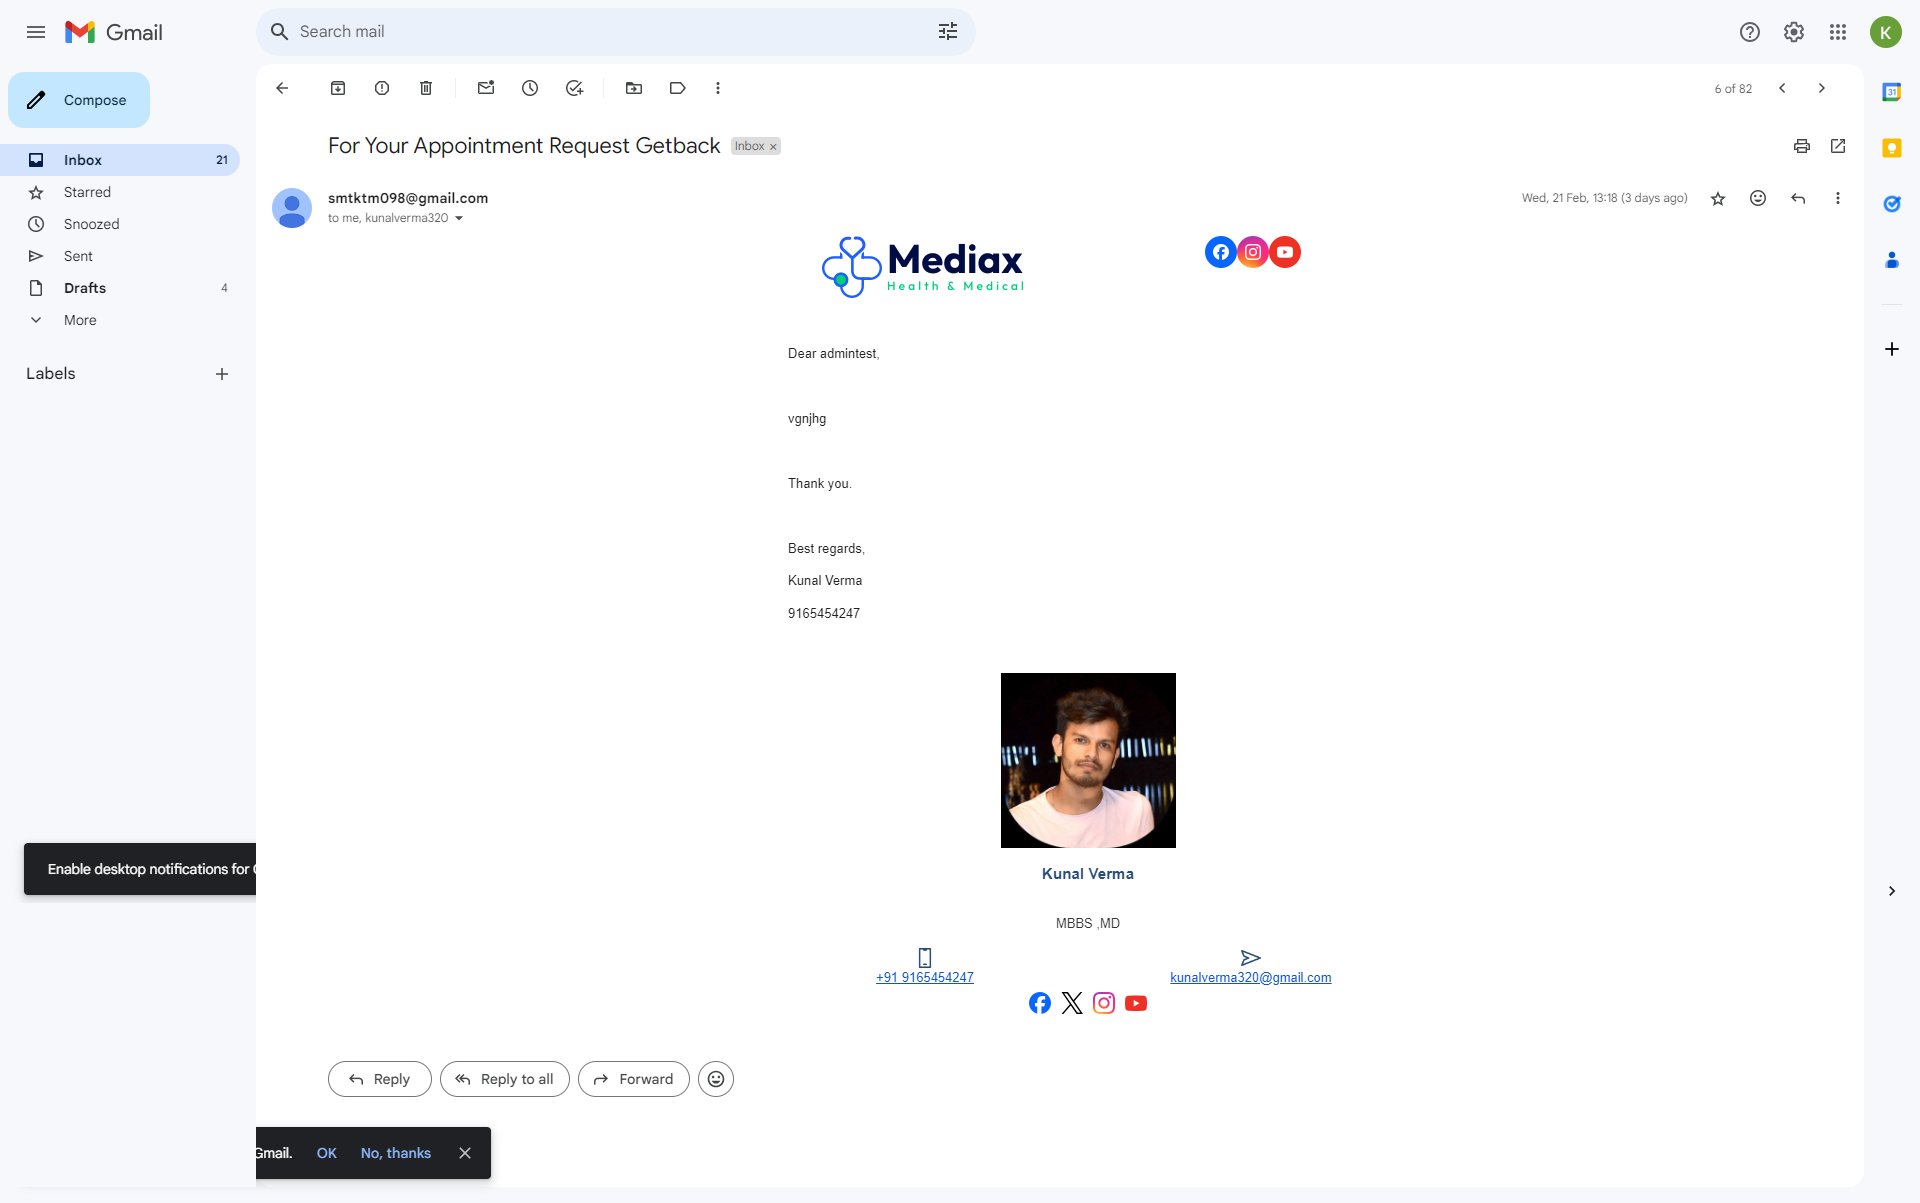 Gmail
Search mail
K
Compose
6 of 82
31
For Your Appointment Request Getback
Inbox ×
Inbox 21
Starred
Snoozed
Sent
Drafts 4
More
Labels
smtktm098@gmail.com
to me, kunalverma320
Wed, 21 Feb, 13:18 (3 days ago)
Mediax
Health & Medical
Dear admintest,
vgnjhg
Thank you.
Best regards,
Kunal Verma
9165454247
Enable desktop notifications for
Kunal Verma
MBBS ,MD
+91 9165454247
kunalverma320@gmail.com
Reply
Reply to all
Forward
Gmail. OK No, thanks